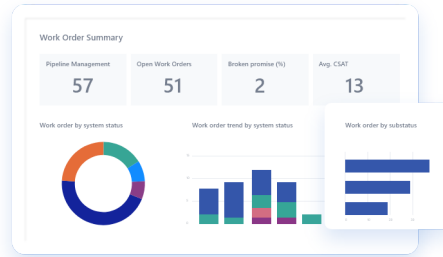 Work Order Summary
Pipeline Management
57
Open Work Orders
51
Broken promise (%)
2
Avg. CSAT
13
Work order by system status
Work order trend by system status
Work order by substatus